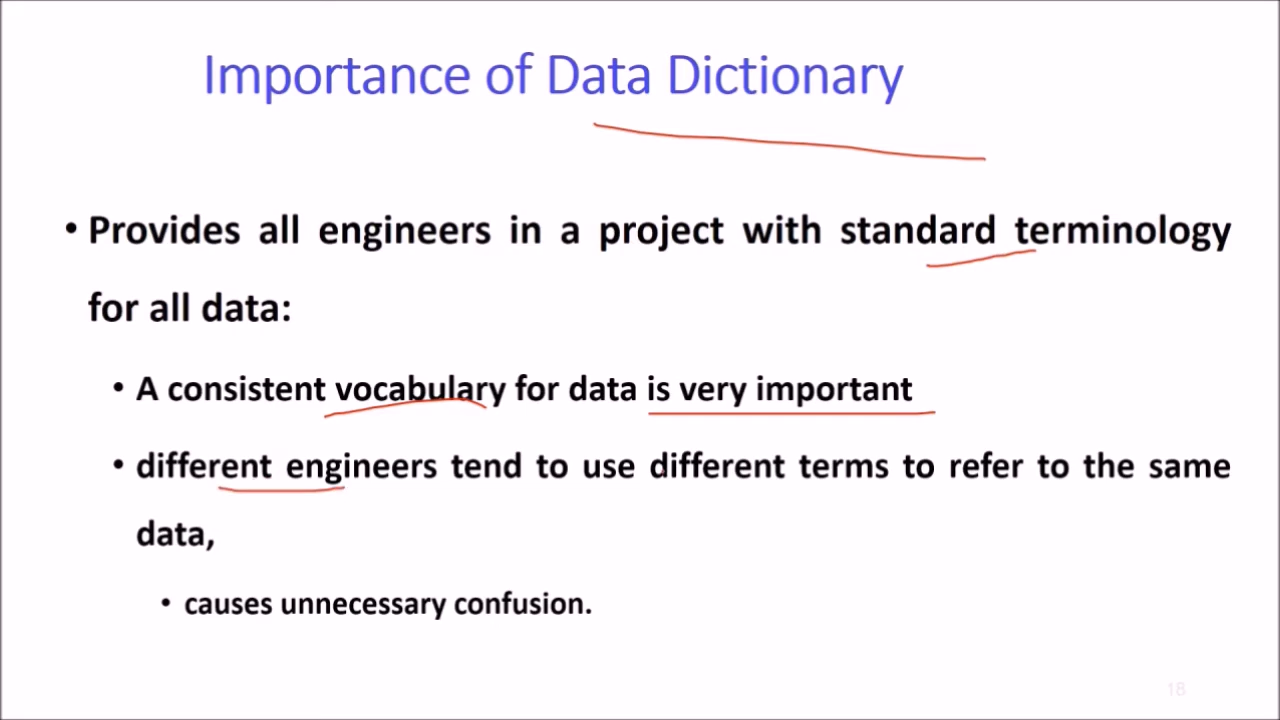 Importance of Data Dictionary
• Provides all engineers in a project with standard terminology
for all data:
• A consistent vocabulary for data is very important
• different engineers tend to use different terms to refer to the same
data,
• causes unnecessary confusion.
18